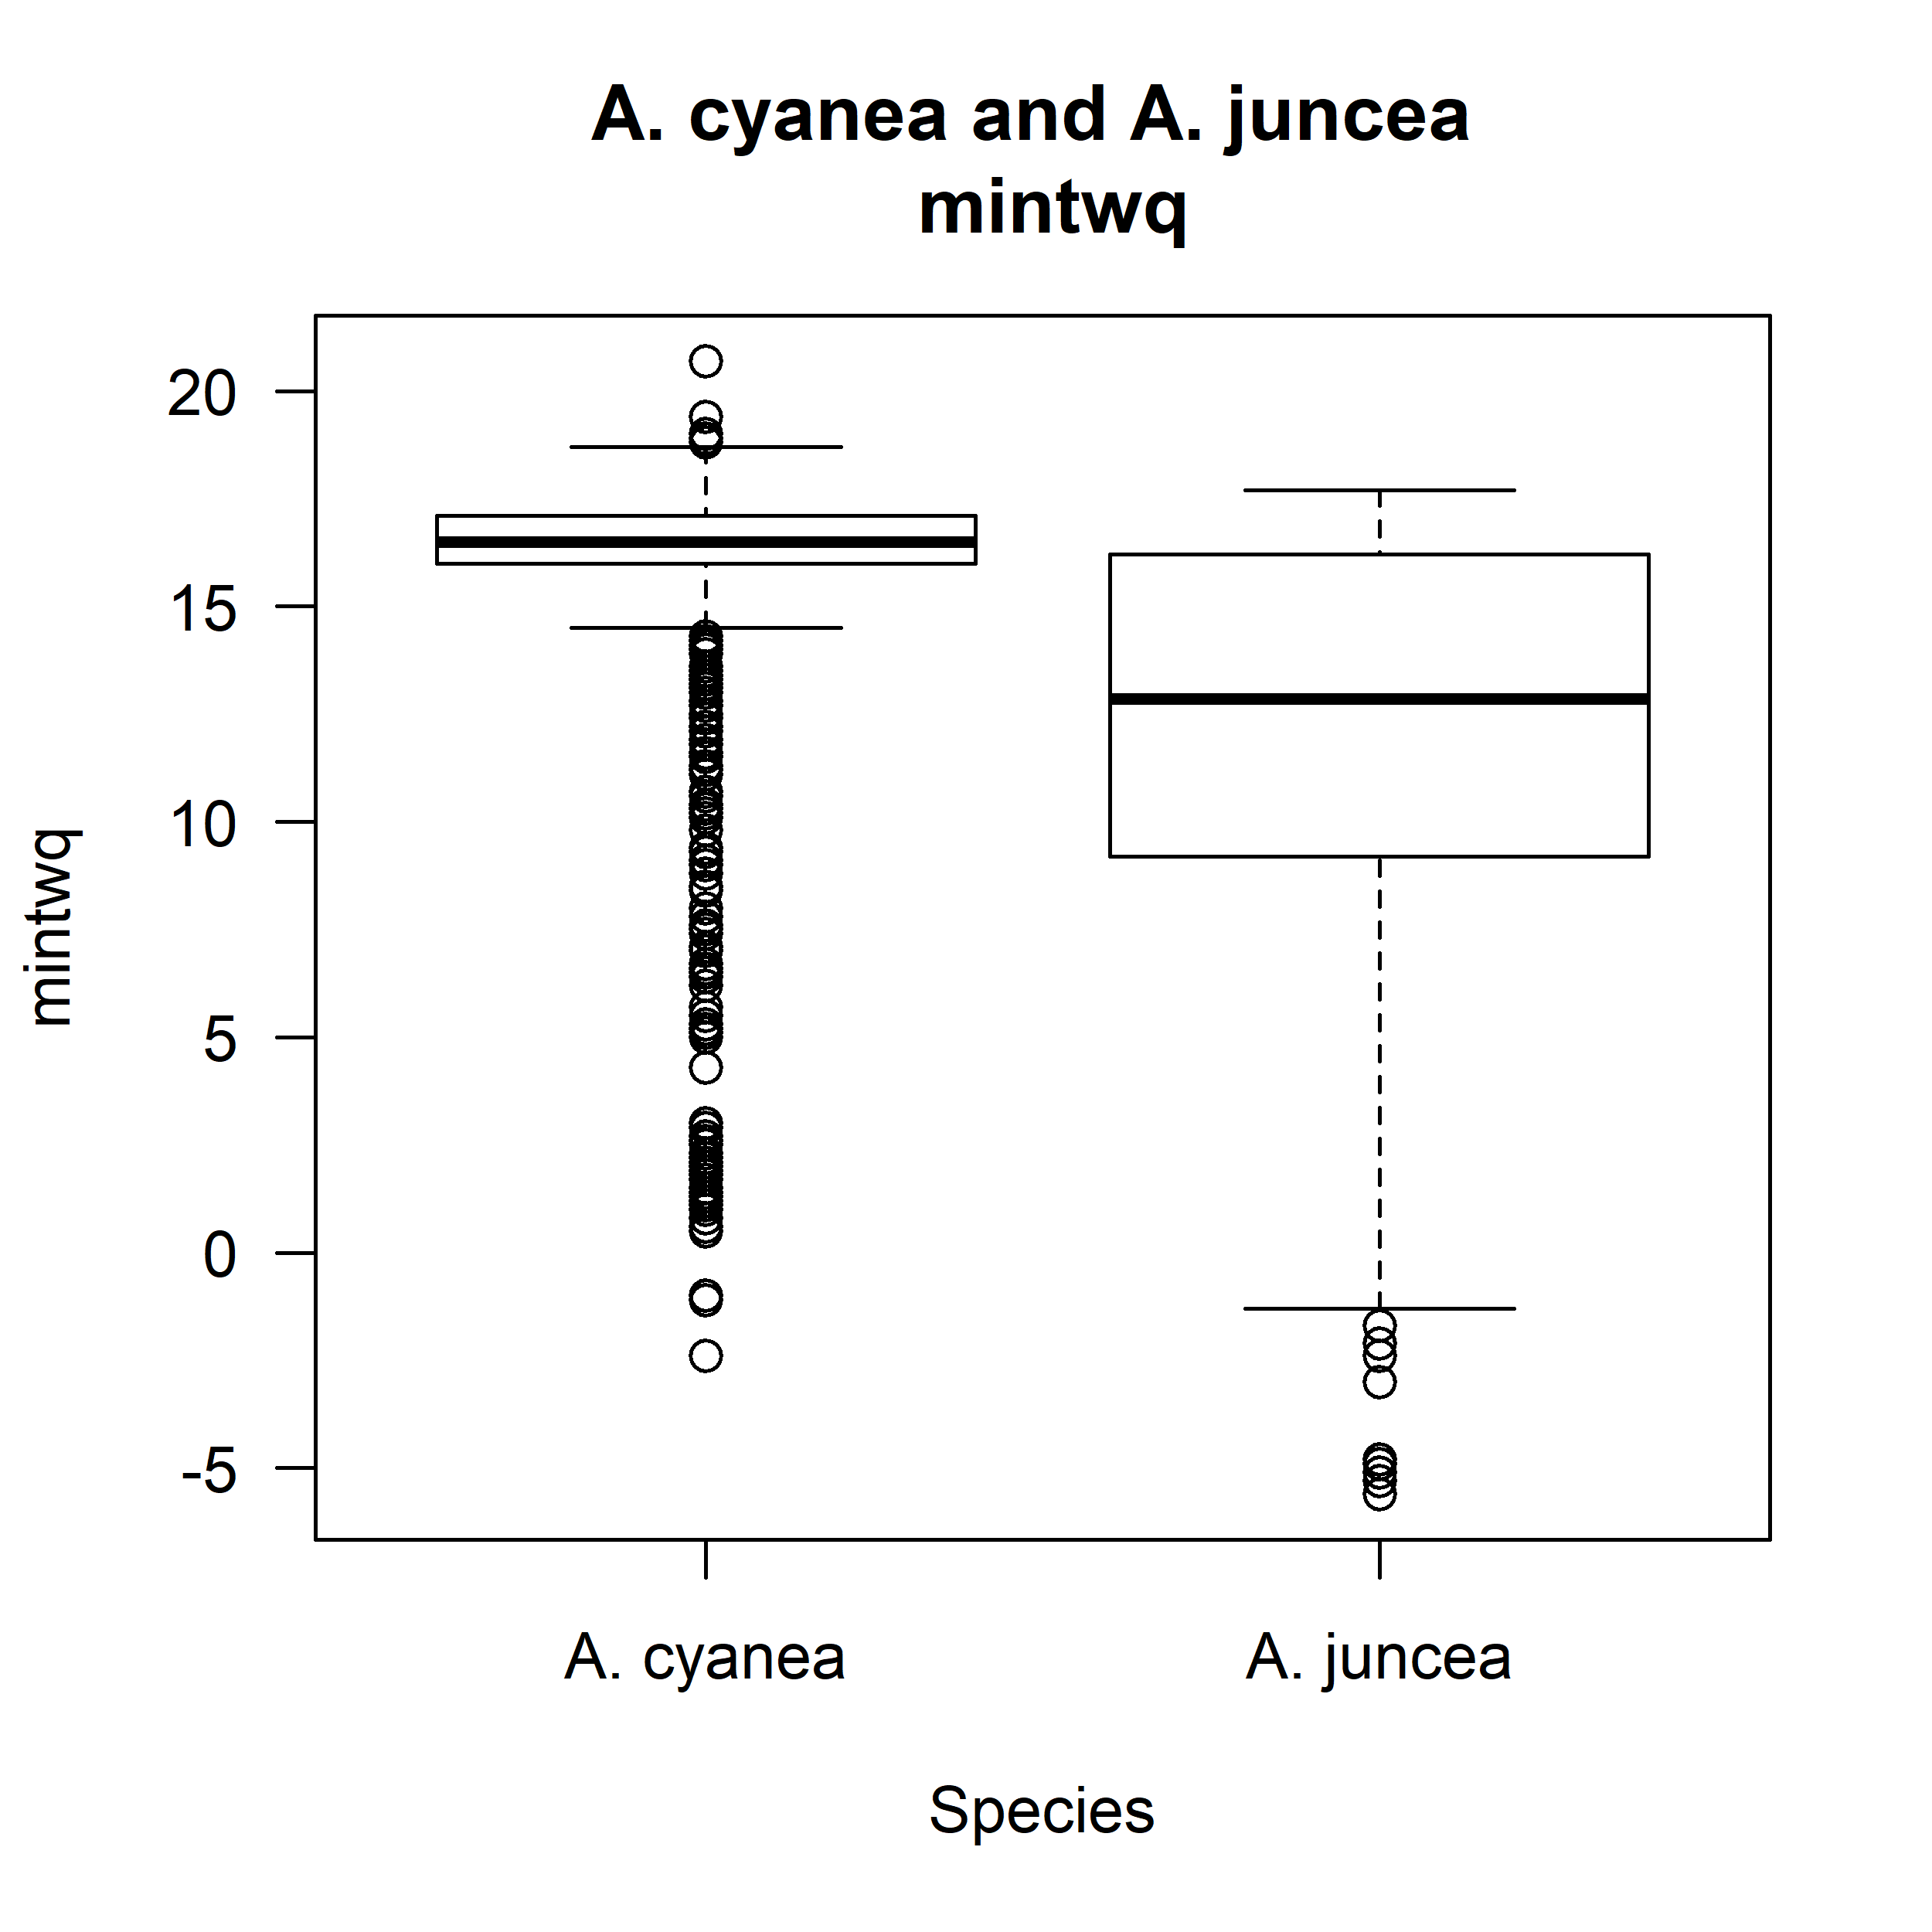 A. cyanea and A. juncea
mintwq
20
15
10
5
0
-5
mintwq
A. cyanea
A. juncea
Species